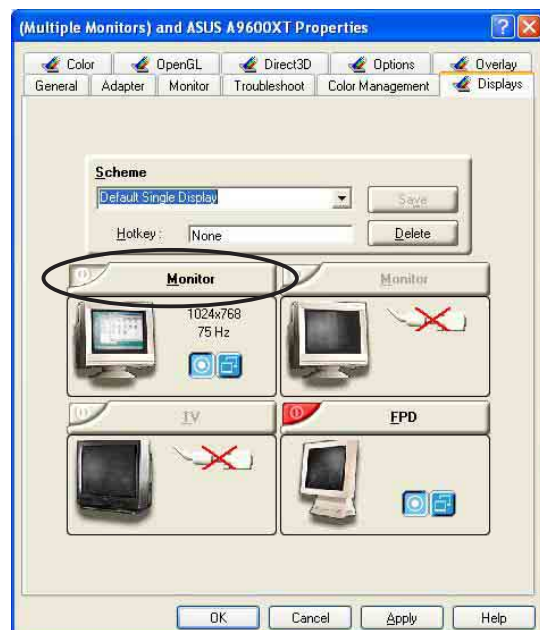 (Multiple Monitors) and ASUS A9600XT Properties
Color OpenGL Direct3D Options Overlay
General Adapter Monitor Troubleshoot Color Management Displays
Scheme
Default Single Display Save
Hotkey: None Delete
Monitor Monitor
1024x768
75 Hz
TV FPD
OK Cancel Apply Help